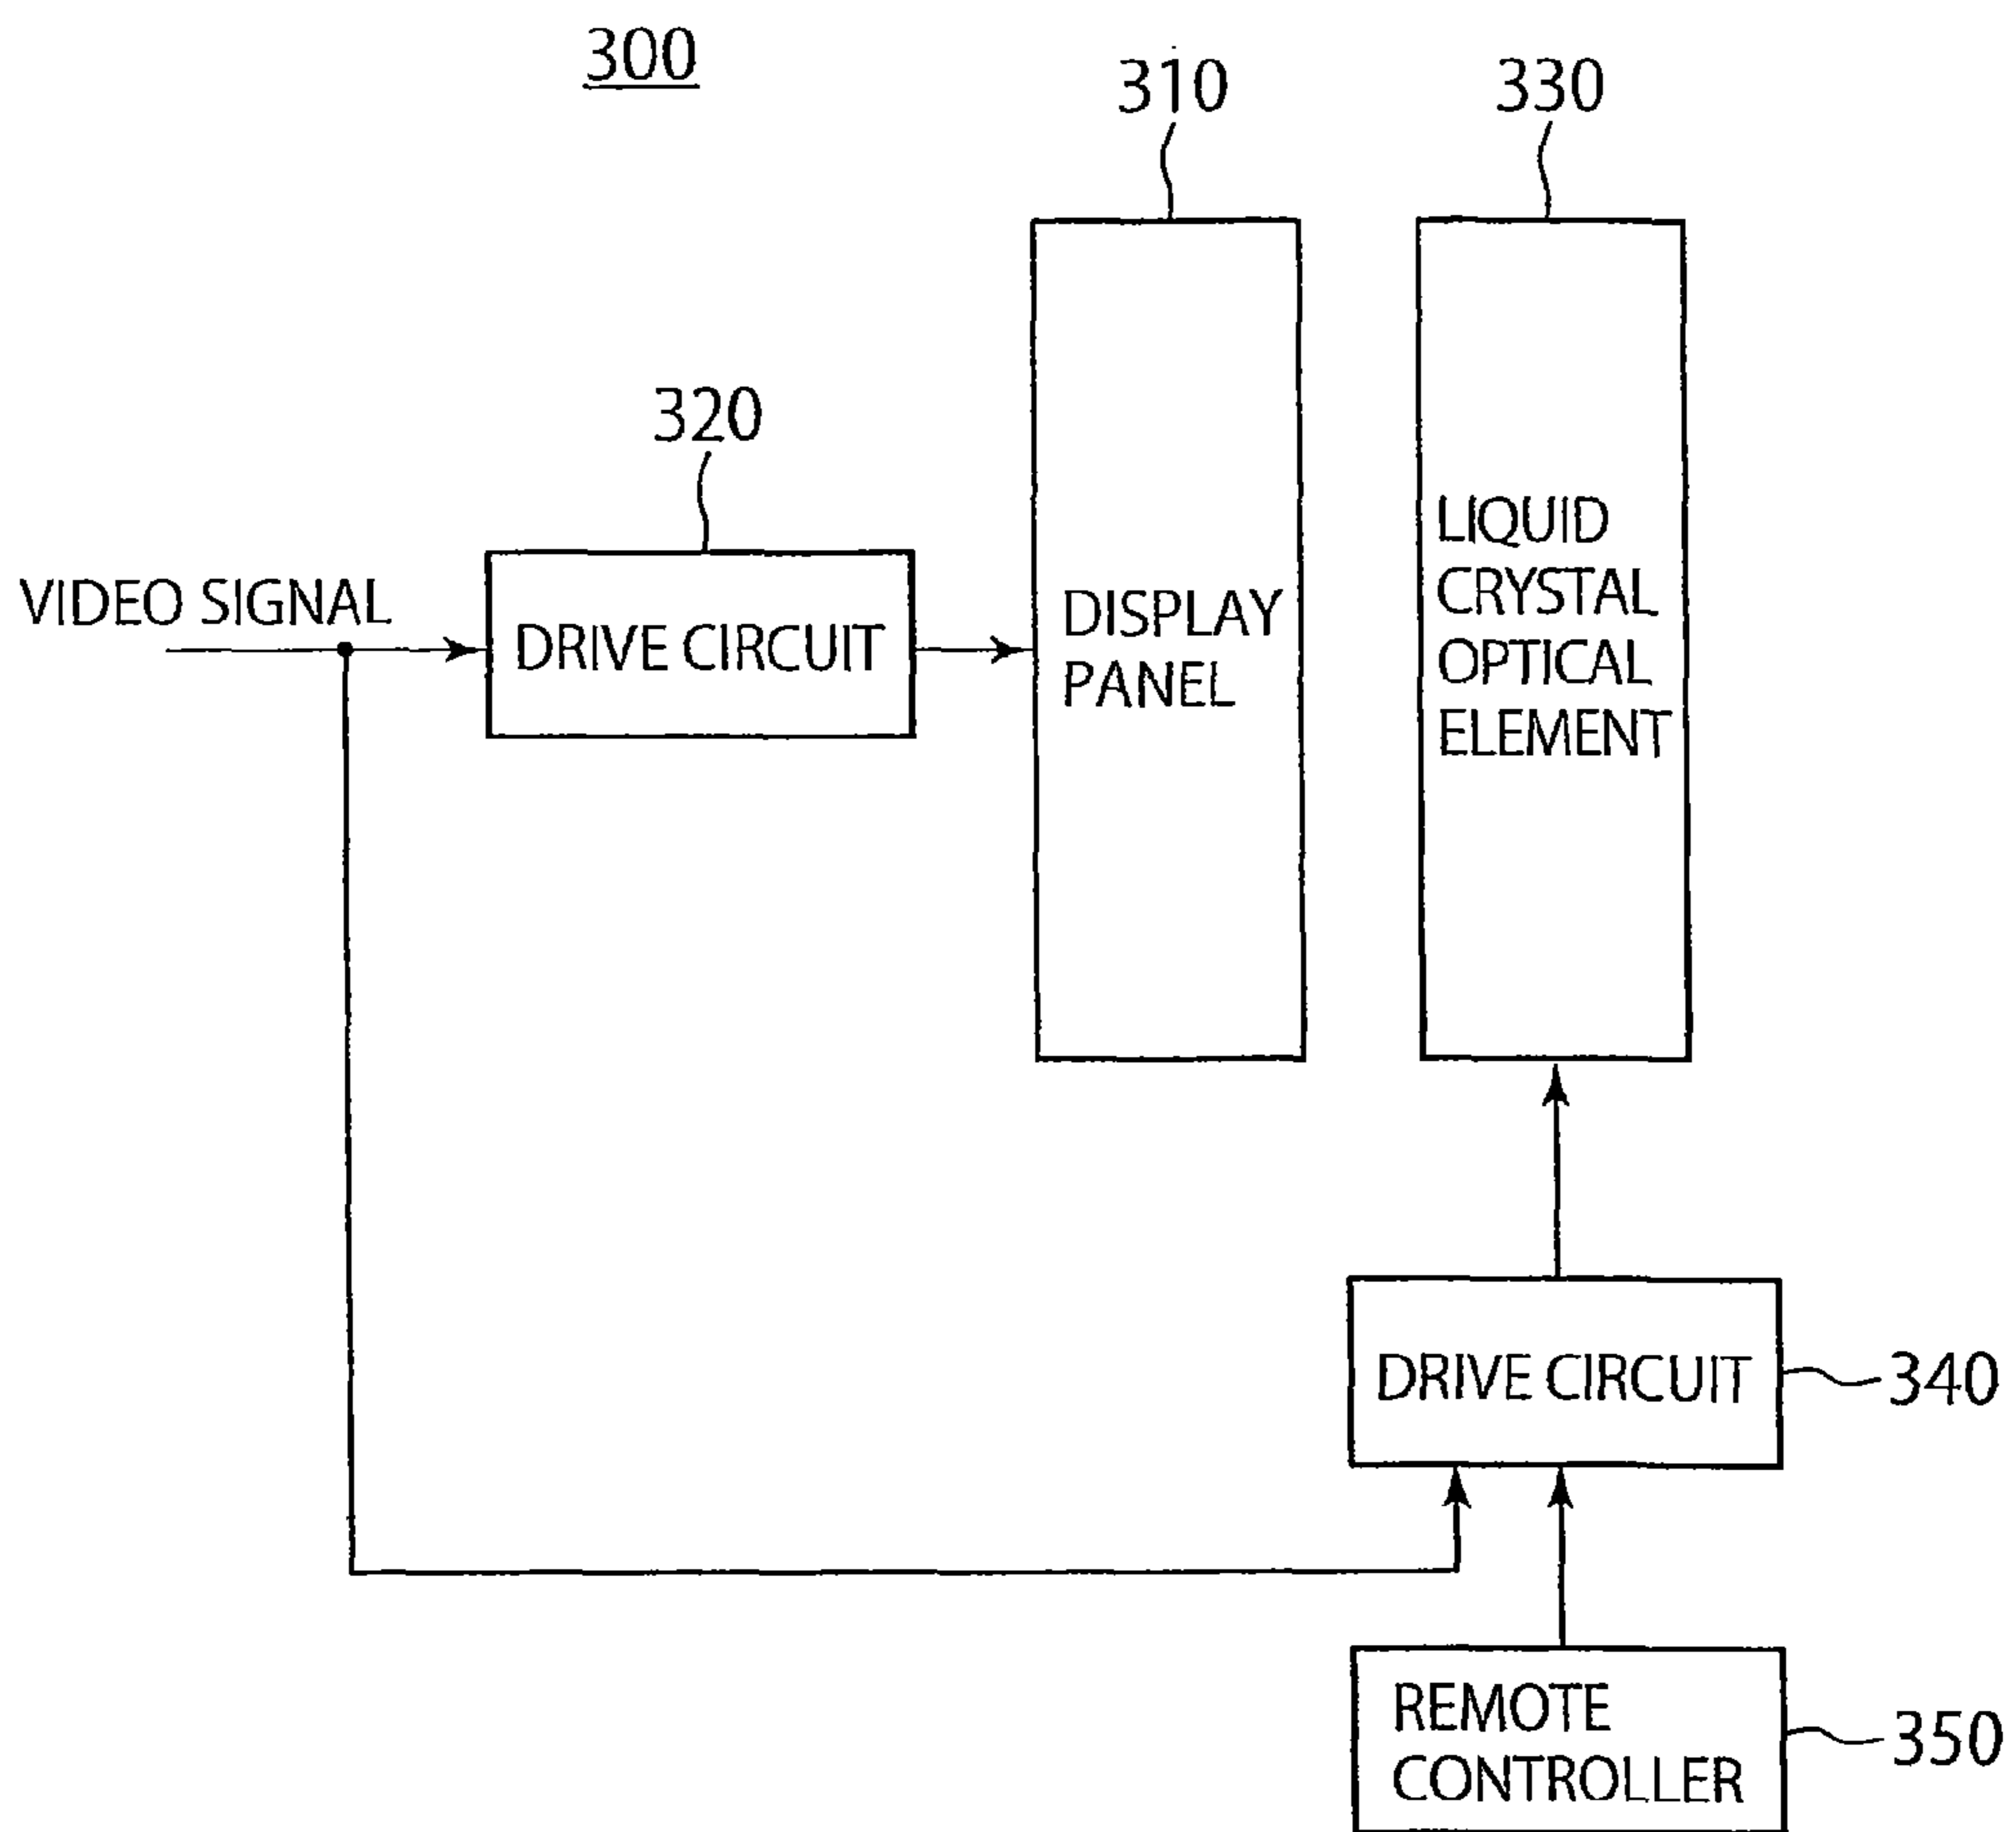 300
310
330
320
VIDEO SIGNAL
DRIVE CIRCUIT
DISPLAY
PANEL
LIQUID
CRYSTAL
OPTICAL
ELEMENT
DRIVE CIRCUIT
340
REMOTE
CONTROLLER
350